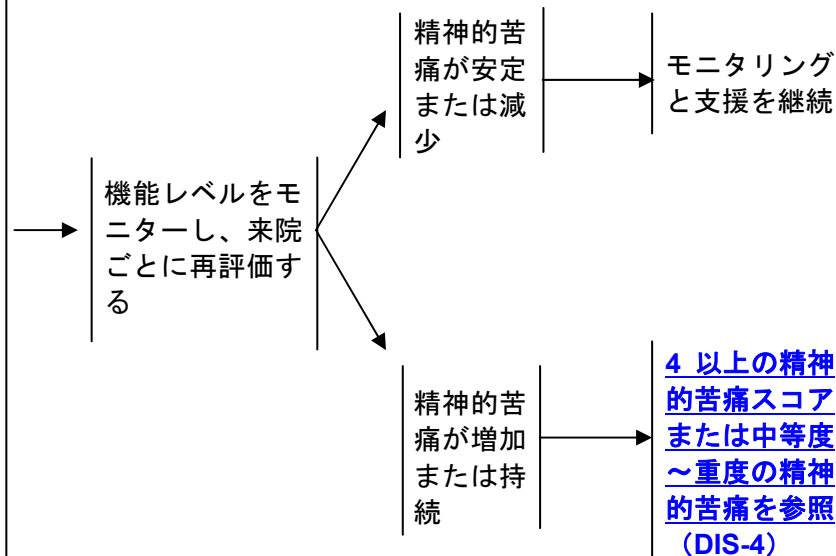 機能レベルをモ
ニターし、来院
ごとに再評価す
る
精神的苦
痛が安定
または減
少
モニタリング
と支援を継続
精神的苦
痛が増加
または持
続
4 以上の精神
的苦痛スコア
または中等度
～重度の精神
的苦痛を参照
（DIS-4）